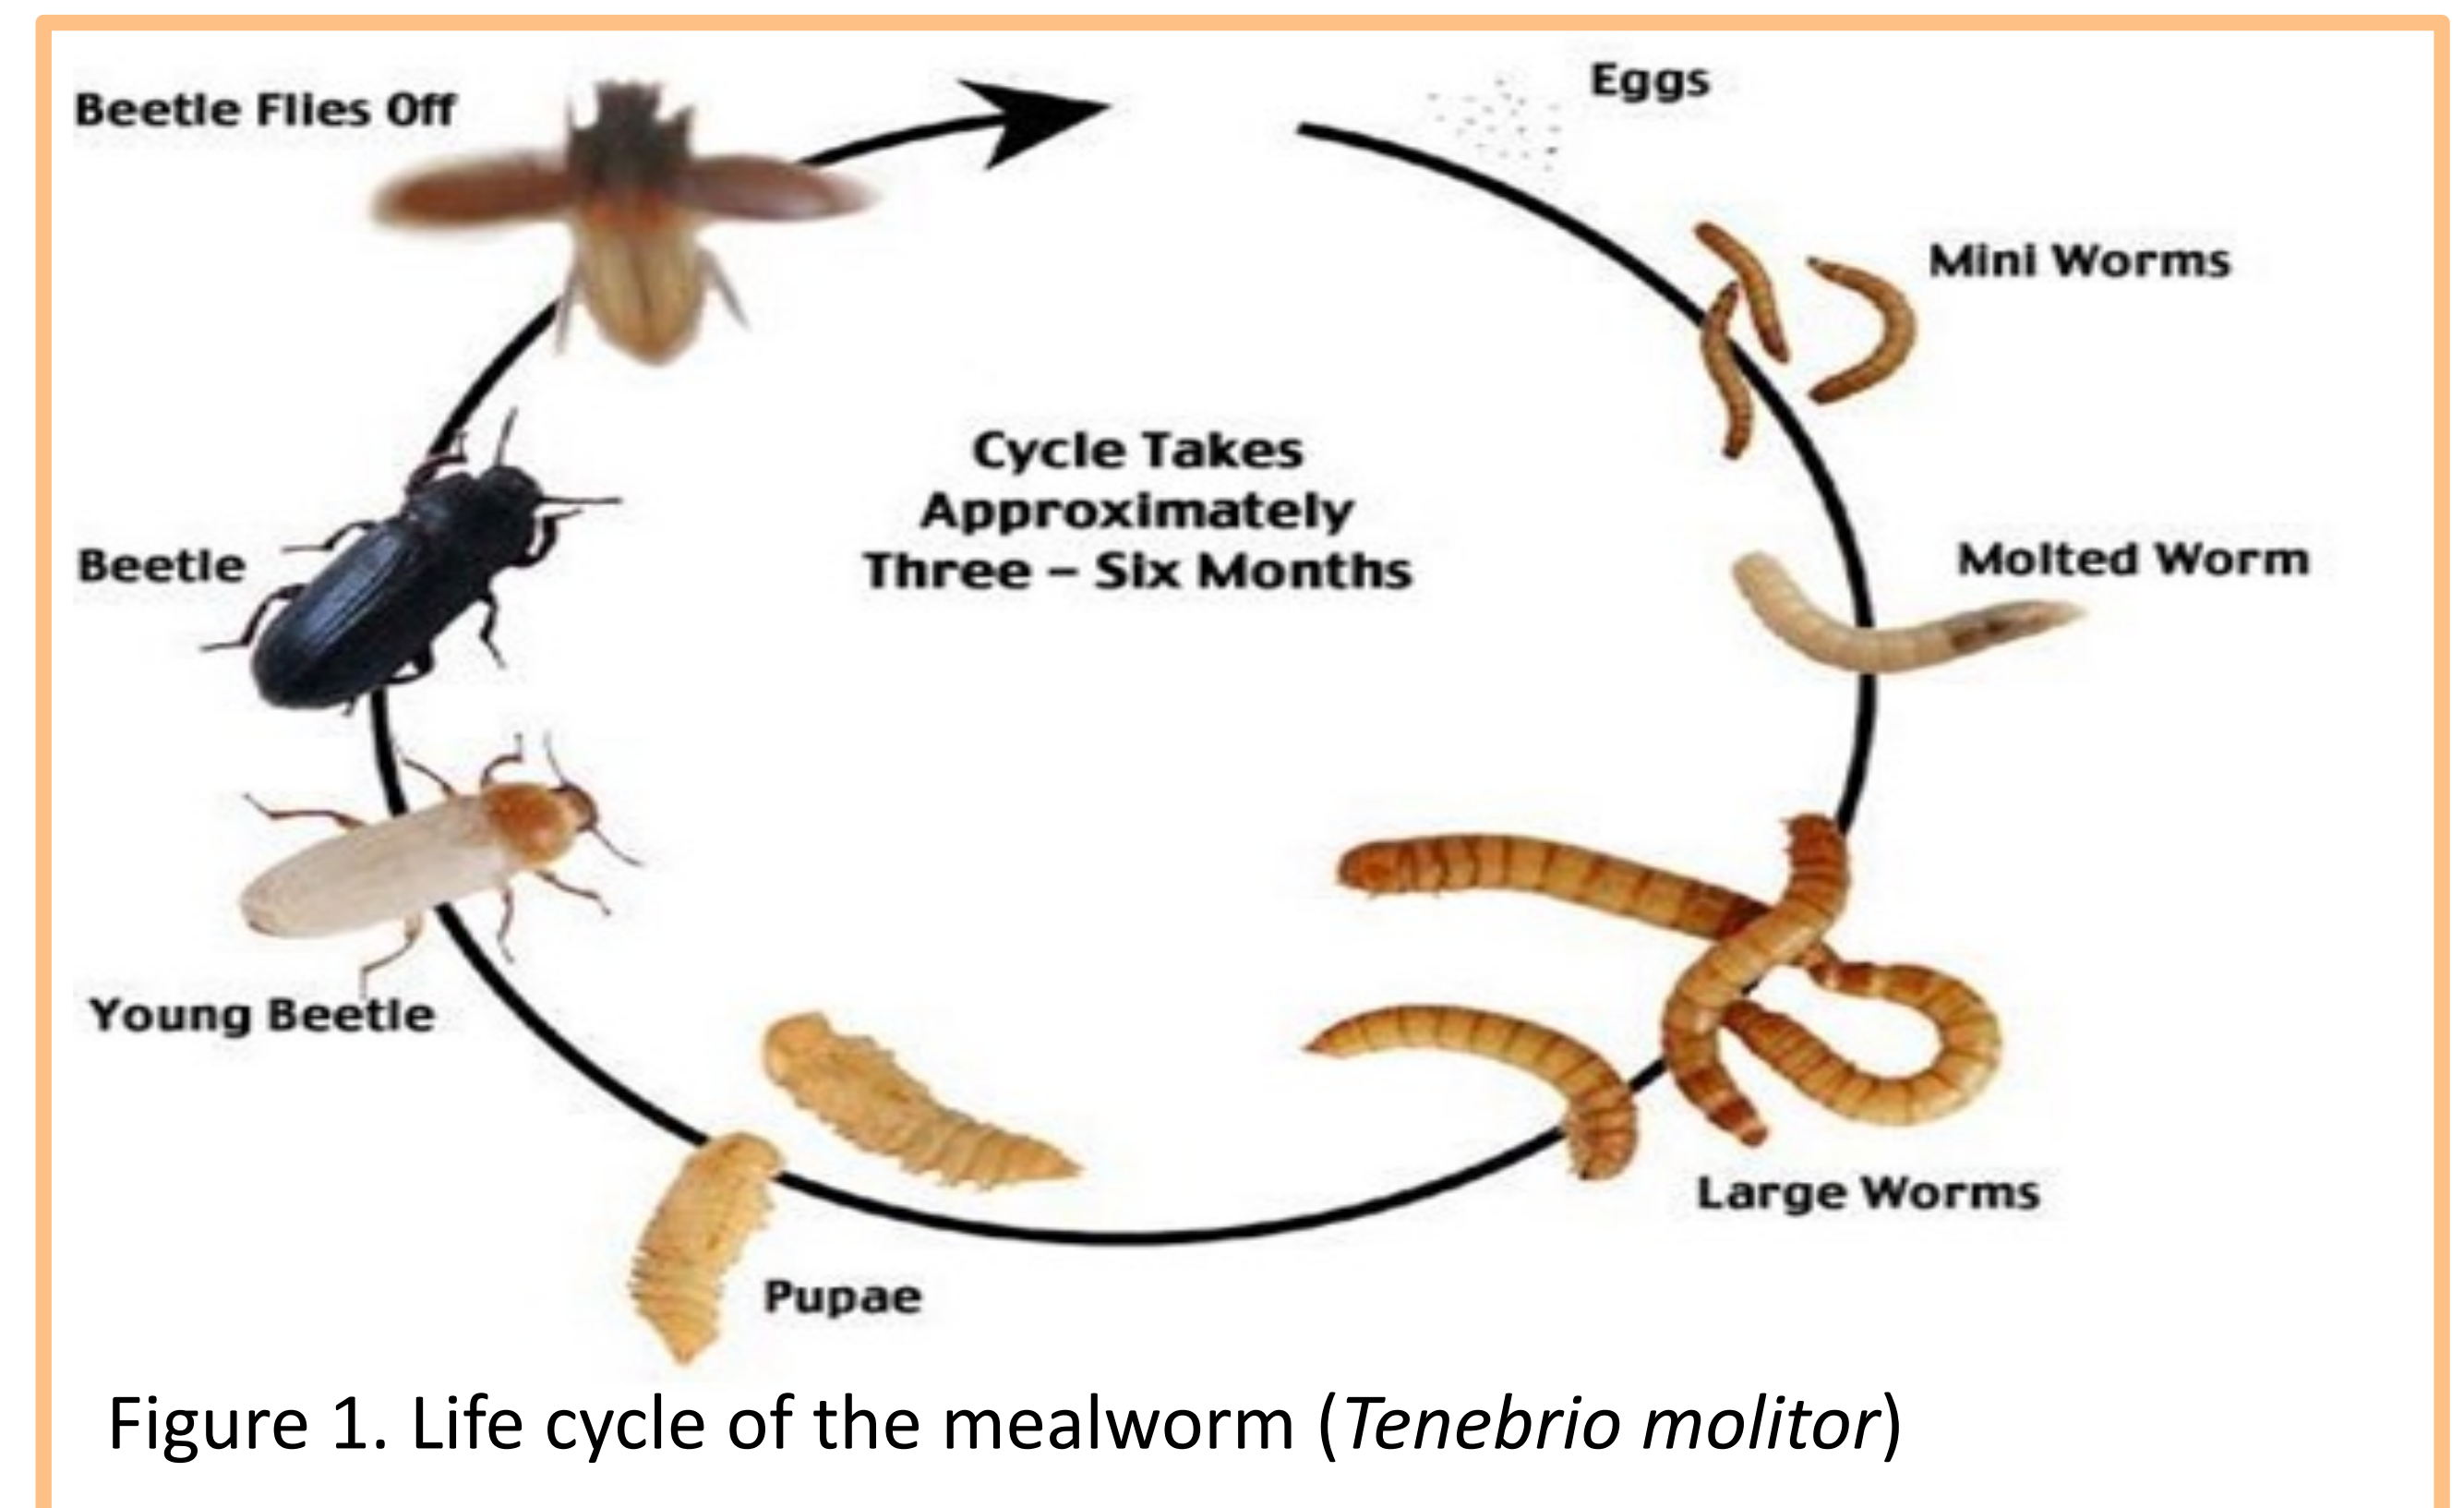 Beetle Flies Off
Eggs
Mini Worms
Cycle Takes
Approximately
Three – Six Months
Beetle
Molted Worm
Young Beetle
Large Worms
Pupae
Figure 1. Life cycle of the mealworm (Tenebrio molitor)